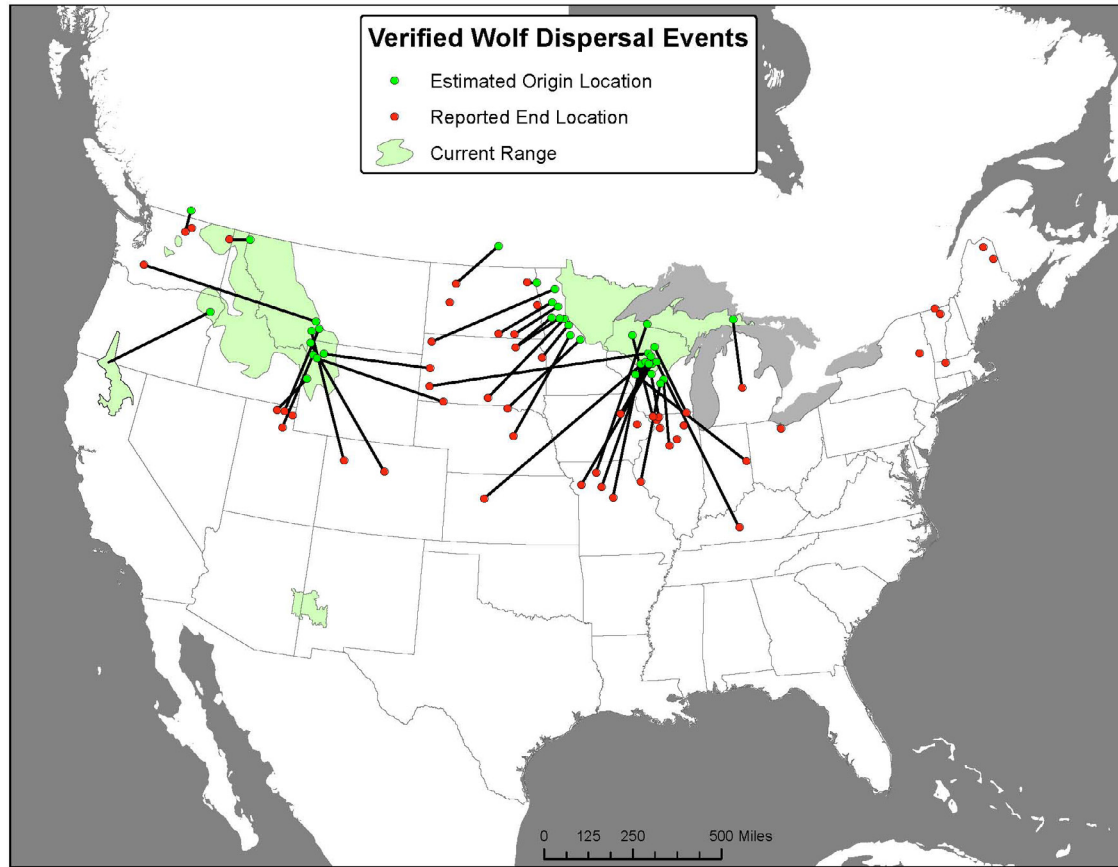 Verified Wolf Dispersal Events
Estimated Origin Location
Reported End Location
Current Range
0 125 250 500 Miles